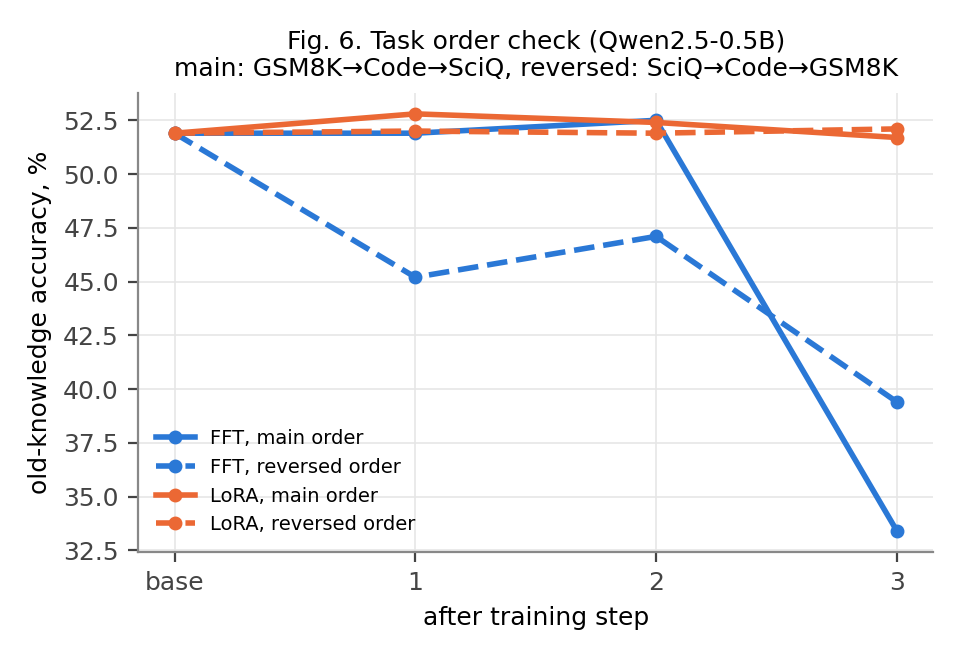 Fig. 6. Task order check (Qwen2.5-0.5B)
main: GSM8K→Code→SciQ, reversed: SciQ→Code→GSM8K
old-knowledge accuracy, %
52.5
50.0
47.5
45.0
42.5
40.0
37.5
35.0
32.5
FFT, main order
FFT, reversed order
LoRA, main order
LoRA, reversed order
base
1
2
3
after training step